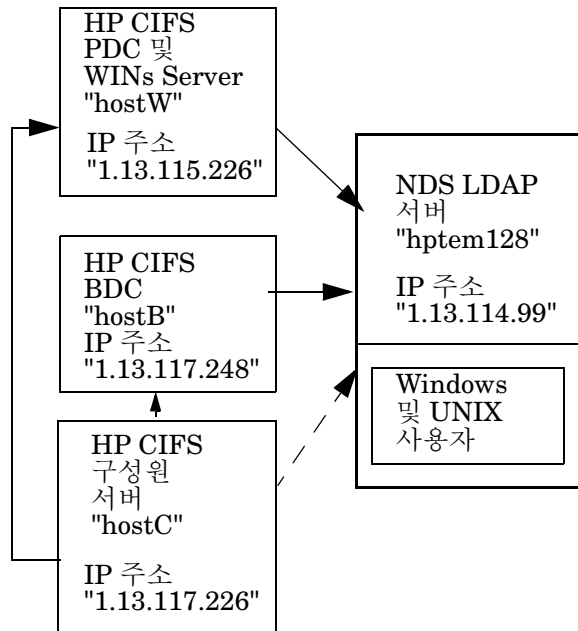 HP CIFS
PDC 및
WINs Server
"hostW"
IP 주소
"1.13.115.226"
NDS LDAP
서버
"hptem128"
IP 주소
"1.13.114.99"
HP CIFS
BDC
"hostB"
IP 주소
"1.13.117.248"
Windows
및 UNIX
사용자
HP CIFS
구성원
서버
"hostC"
IP 주소
"1.13.117.226"